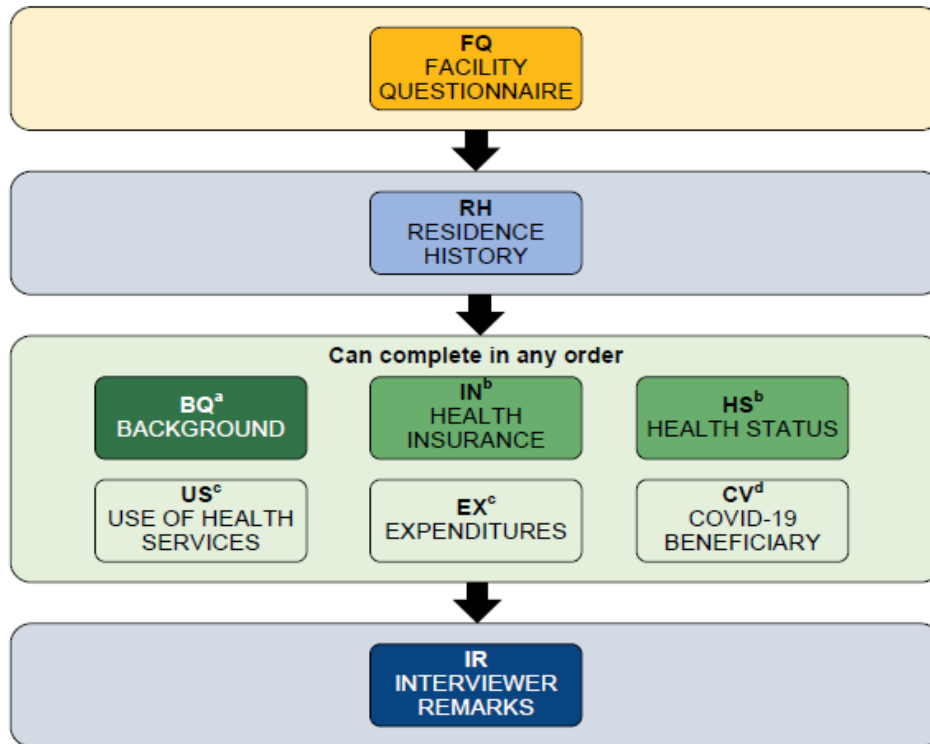 FQ
FACILITY
QUESTIONNAIRE
RH
RESIDENCE
HISTORY
Can complete in any order
BQᵃ
BACKGROUND
INᵇ
HEALTH
INSURANCE
HSᵇ
HEALTH STATUS
USᶜ
USE OF HEALTH
SERVICES
EXᶜ
EXPENDITURES
CVᵈ
COVID-19
BENEFICIARY
IR
INTERVIEWER
REMARKS